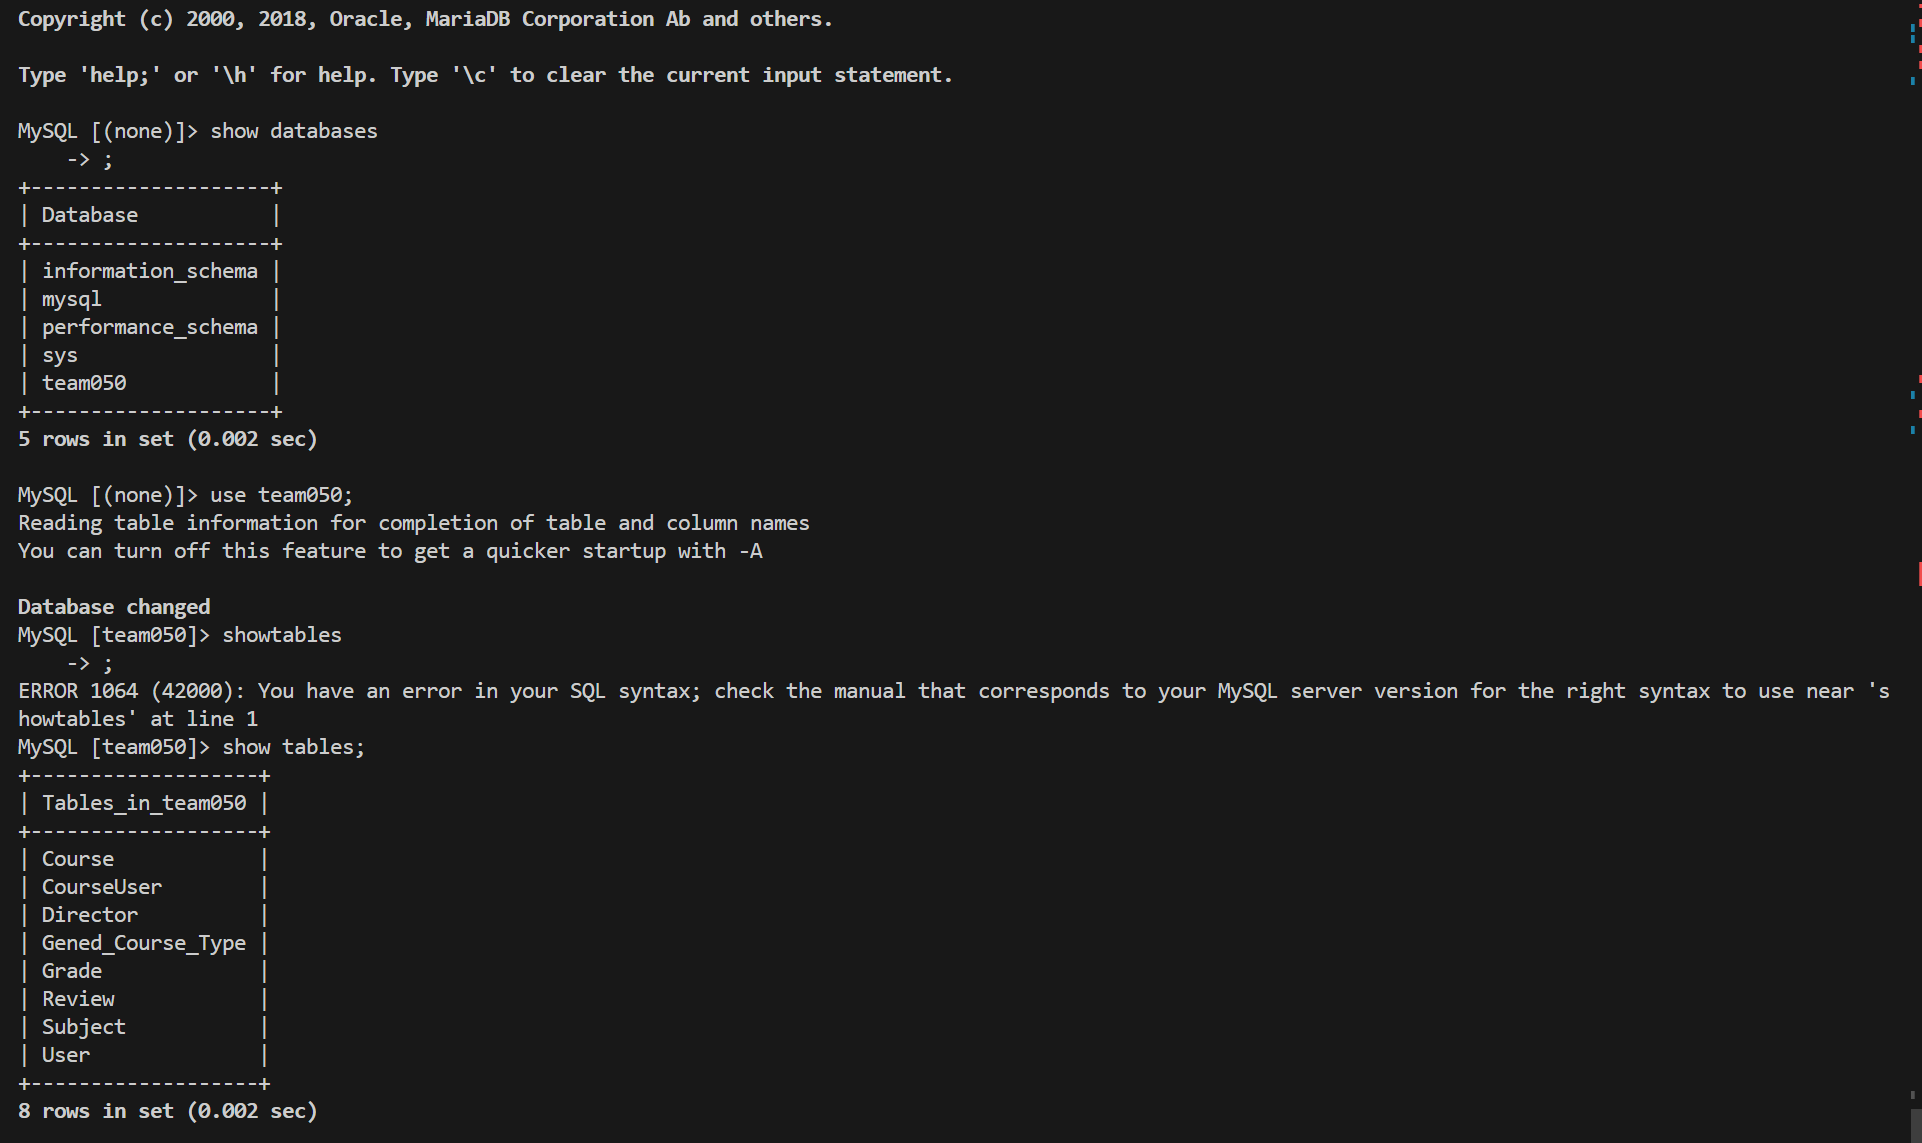 Copyright (c) 2000, 2018, Oracle, MariaDB Corporation Ab and others.

Type 'help;' or '\h' for help. Type '\c' to clear the current input statement.

MySQL [(none)]> show databases
    -> ;
+--------------------+
| Database           |
+--------------------+
| information_schema |
| mysql              |
| performance_schema |
| sys                |
| team050            |
+--------------------+
5 rows in set (0.002 sec)

MySQL [(none)]> use team050;
Reading table information for completion of table and column names
You can turn off this feature to get a quicker startup with -A

Database changed
MySQL [team050]> showtables
    -> ;
ERROR 1064 (42000): You have an error in your SQL syntax; check the manual that corresponds to your MySQL server version for the right syntax to use near 's
howtables' at line 1
MySQL [team050]> show tables;
+-------------------+
| Tables_in_team050 |
+-------------------+
| Course            |
| CourseUser        |
| Director          |
| Gened_Course_Type |
| Grade             |
| Review            |
| Subject           |
| User              |
+-------------------+
8 rows in set (0.002 sec)